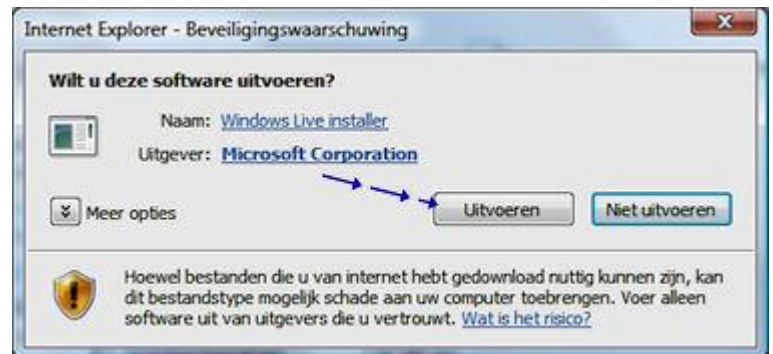 Internet Explorer - Beveiligingswaarschuwing
Wilt u deze software uitvoeren?
Naam: Windows Live installer
Uitgever: Microsoft Corporation
Meer opties
Uitvoeren
Niet uitvoeren
Hoewel bestanden die u van internet hebt gedownload nuttig kunnen zijn, kan
dit bestandstype mogelijk schade aan uw computer toebrengen. Voer alleen
software uit van uitgevers die u vertrouwt. Wat is het risico?